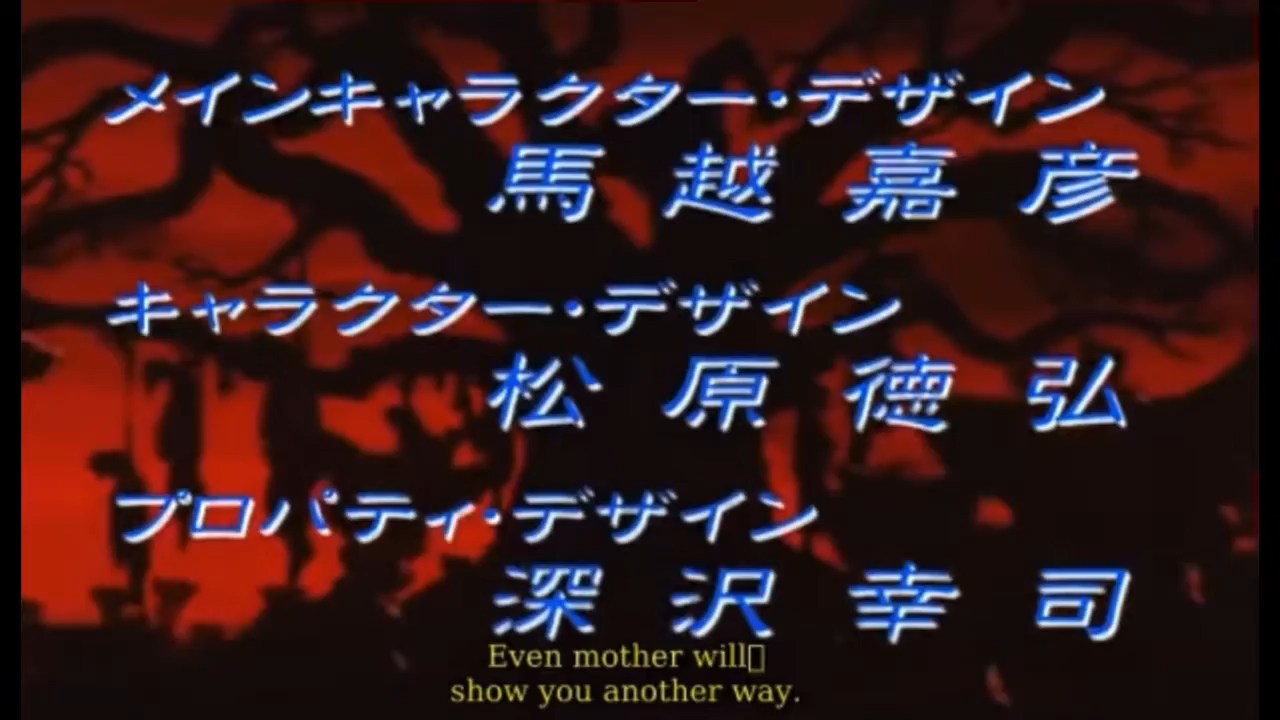 メインキャラクター・デザイン
馬越嘉彦
キャラクター・デザイン
松原徳弘
プロパティ・デザイン
深沢幸司
Even mother will
show you another way.